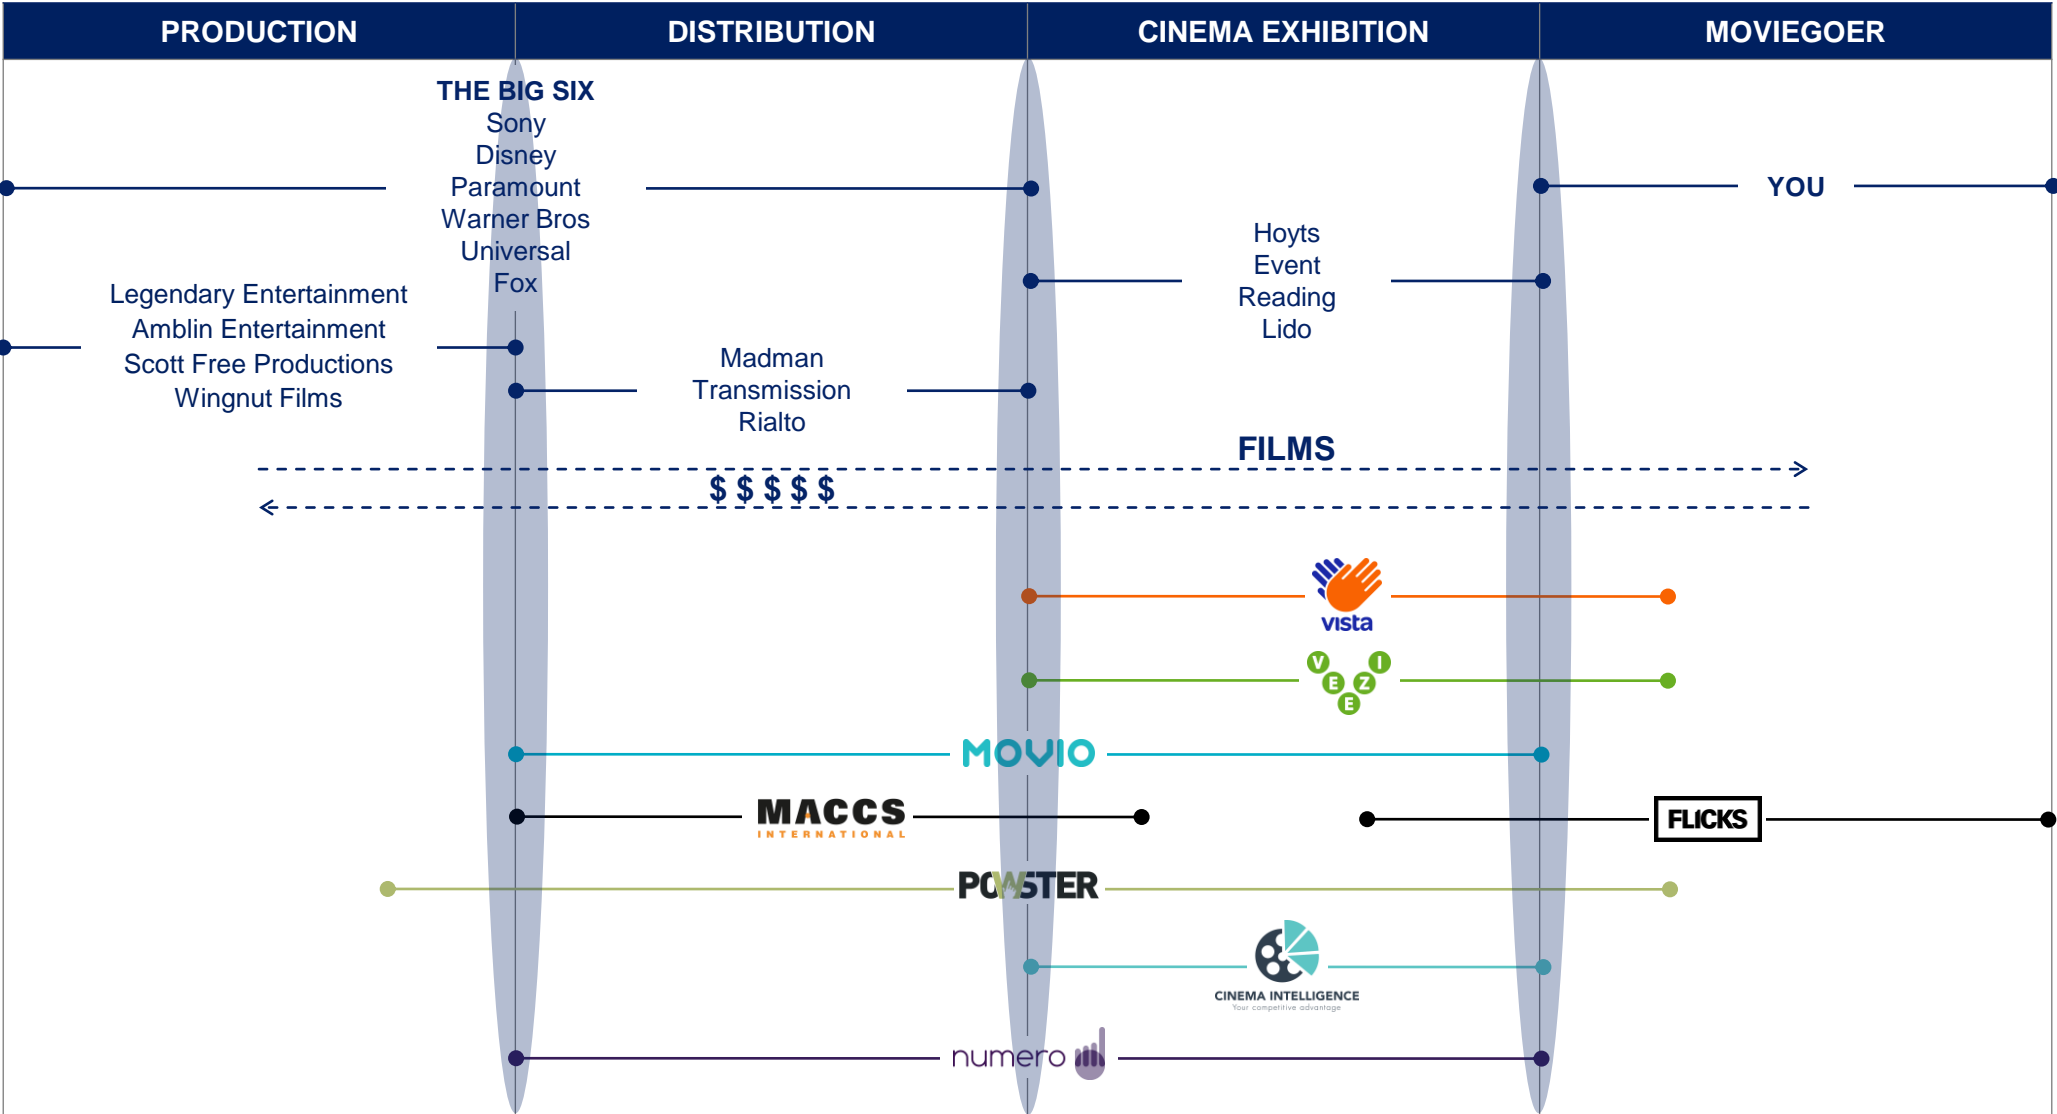 PRODUCTION
DISTRIBUTION
CINEMA EXHIBITION
MOVIEGOER
THE BIG SIX
Sony
Disney
Paramount
Warner Bros
Universal
Fox
YOU
Hoyts
Event
Reading
Lido
Legendary Entertainment
Amblin Entertainment
Scott Free Productions
Wingnut Films
Madman
Transmission
Rialto
FILMS
$ $ $ $ $
vista
VEEZI
MOVIO
MACCS
INTERNATIONAL
FLICKS
POWSTER
CINEMA INTELLIGENCE
Your competitive advantage
numero